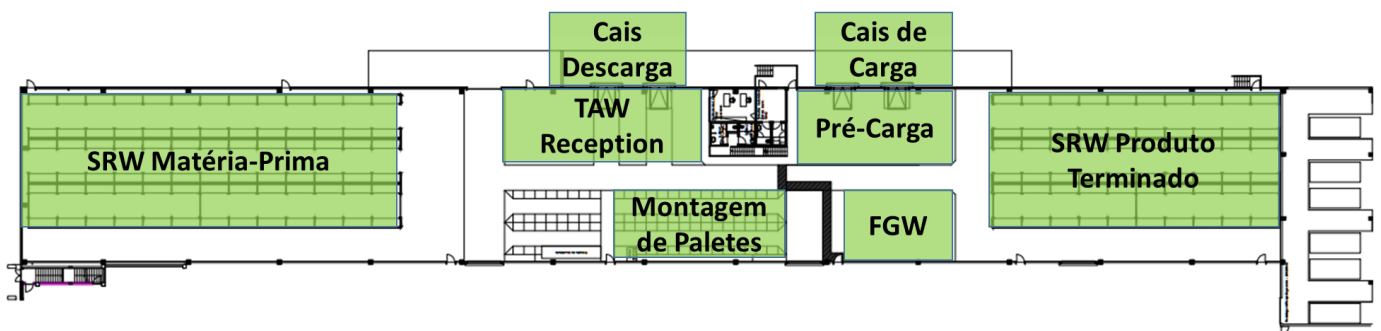 Cais
Descarga
Cais de
Carga
TAW
Reception
Pré-Carga
SRW Matéria-Prima
SRW Produto
Terminado
Montagem
de Paletes
FGW